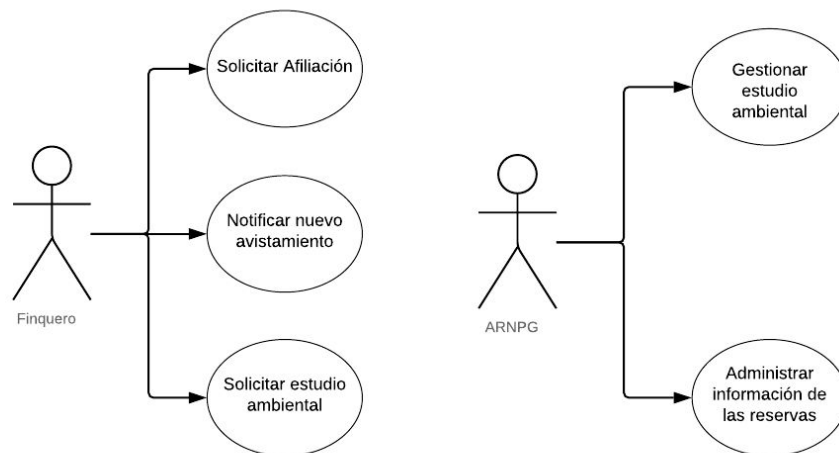 Solicitar Afiliación
Notificar nuevo
avistamiento
Finquero
Solicitar estudio
ambiental
Gestionar
estudio
ambiental
ARNPG
Administrar
información de
las reservas